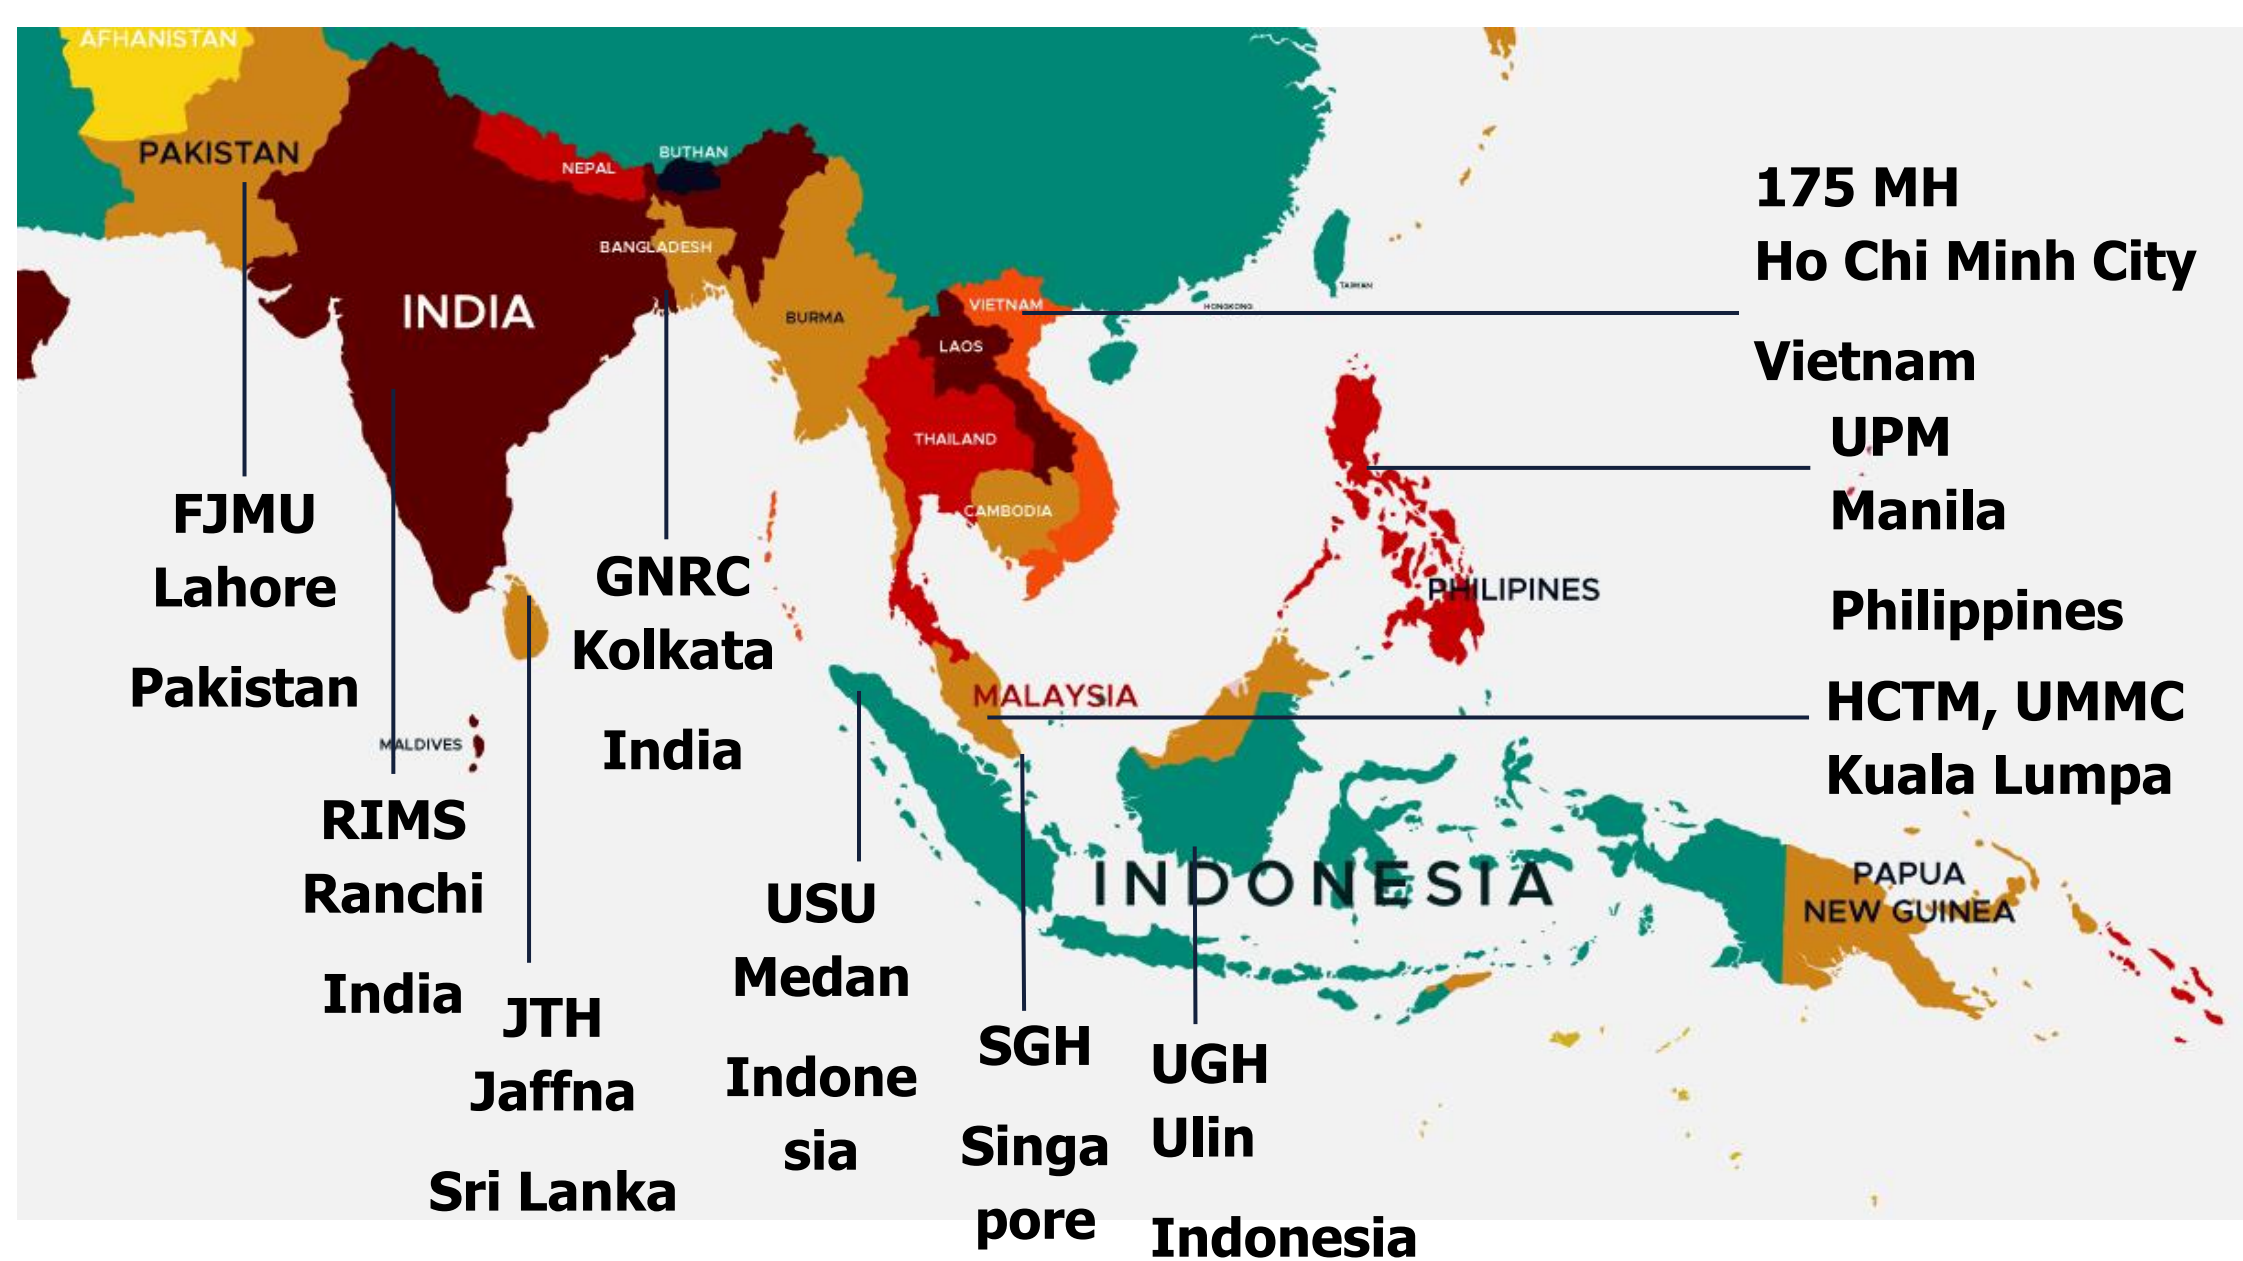 AFHANISTAN
PAKISTAN
NEPAL
BUTHAN
BANGLADESH
INDIA
BURMA
VIETNAM
LAOS
THAILAND
CAMBODIA
TAIWAN
HONGKONG
PHILIPINES
MALDIVES
MALAYSIA
INDONESIA
PAPUA
NEW GUINEA
175 MH
Ho Chi Minh City
Vietnam
UPM
Manila
Philippines
HCTM, UMMC
Kuala Lumpa
FJMU
Lahore
Pakistan
GNRC
Kolkata
India
RIMS
Ranchi
India
JTH
Jaffna
Sri Lanka
USU
Medan
Indone
sia
SGH
Singa
pore
UGH
Ulin
Indonesia